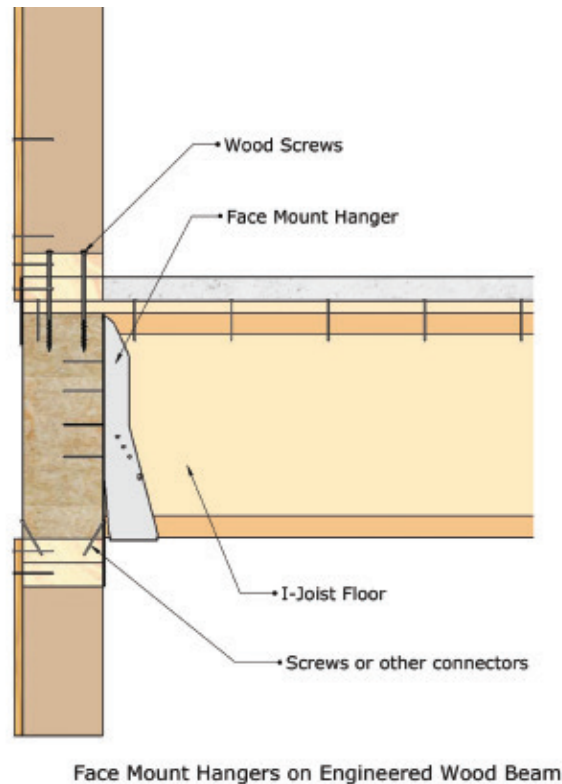 Wood Screws
Face Mount Hanger
I-Joist Floor
Screws or other connectors
Face Mount Hangers on Engineered Wood Beam